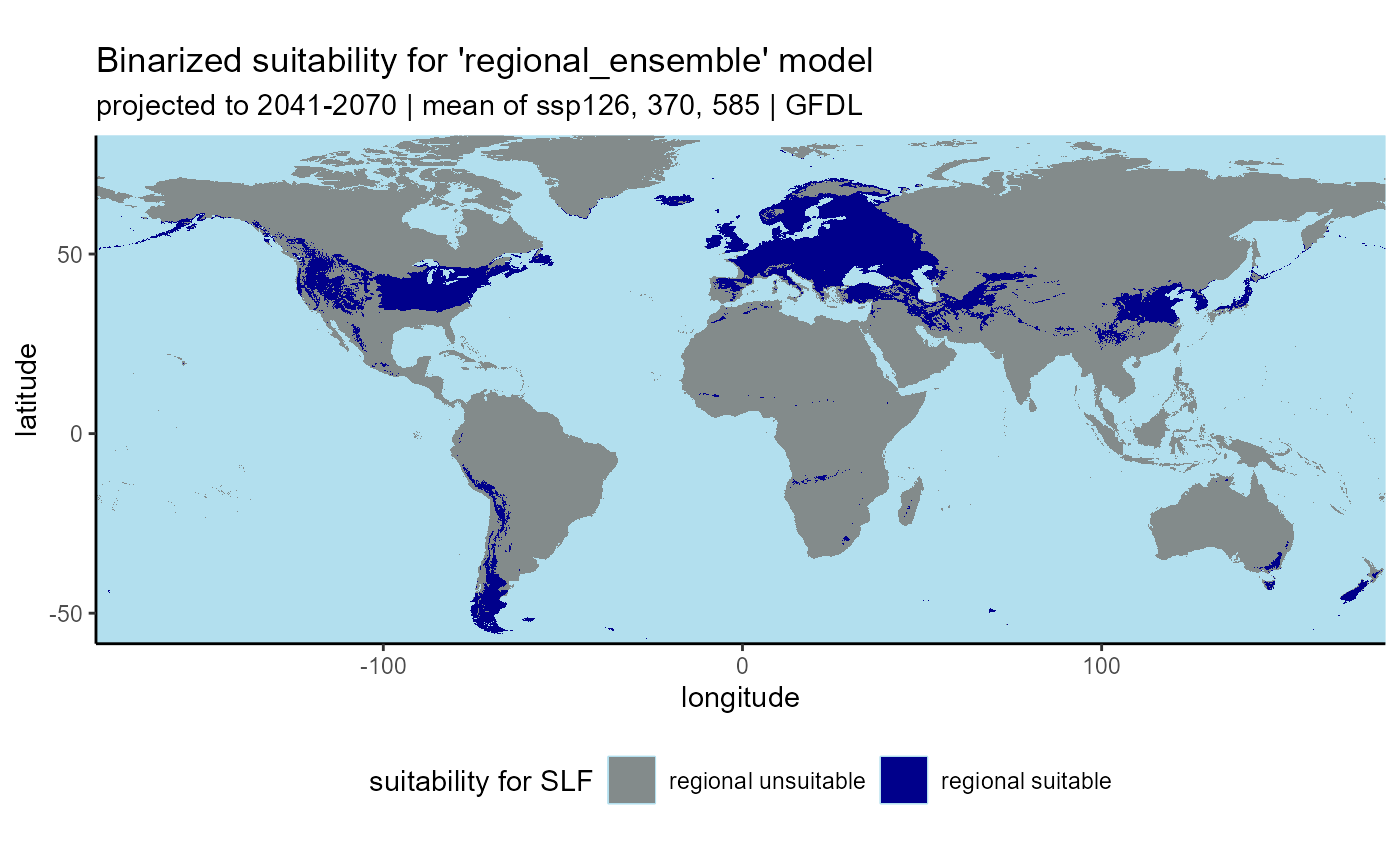 Binarized suitability for 'regional_ensemble' model
projected to 2041-2070 | mean of ssp126, 370, 585 | GFDL
latitude
50
0
-50
-100 0 100
longitude
suitability for SLF regional unsuitable regional suitable